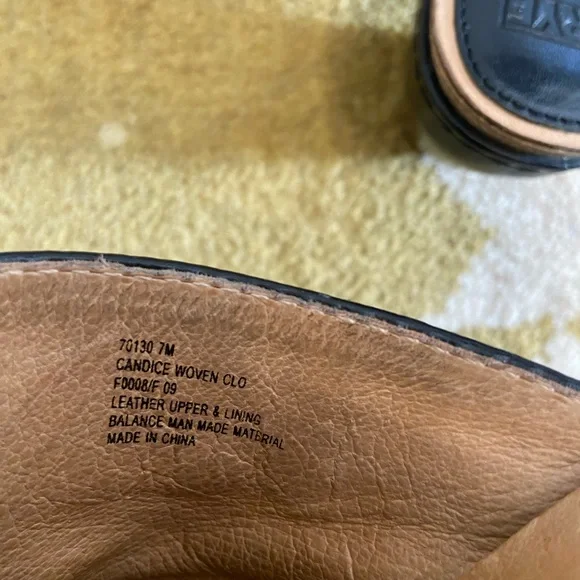 70130 7M
CANDICE WOVEN CLO
F0008/F 09
LEATHER UPPER & LINING
BALANCE MAN MADE MATERIAL
MADE IN CHINA